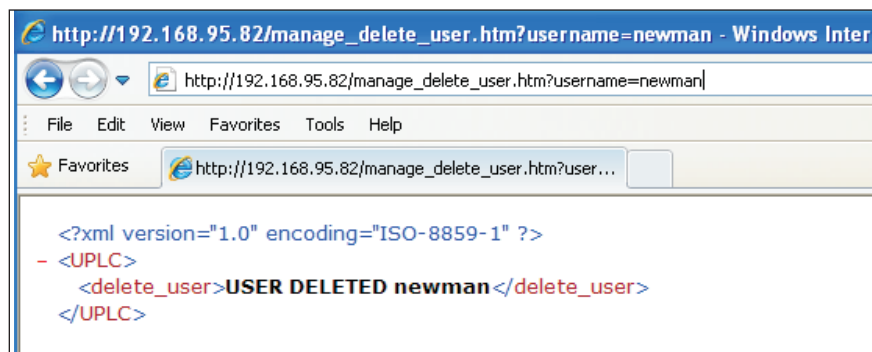 http://192.168.95.82/manage_delete_user.htm?username=newman - Windows Inter
http://192.168.95.82/manage_delete_user.htm?username=newman
File Edit View Favorites Tools Help
Favorites http://192.168.95.82/manage_delete_user.htm?user...
<?xml version="1.0" encoding="ISO-8859-1" ?>
- <UPLC>
<delete_user>USER DELETED newman</delete_user>
</UPLC>